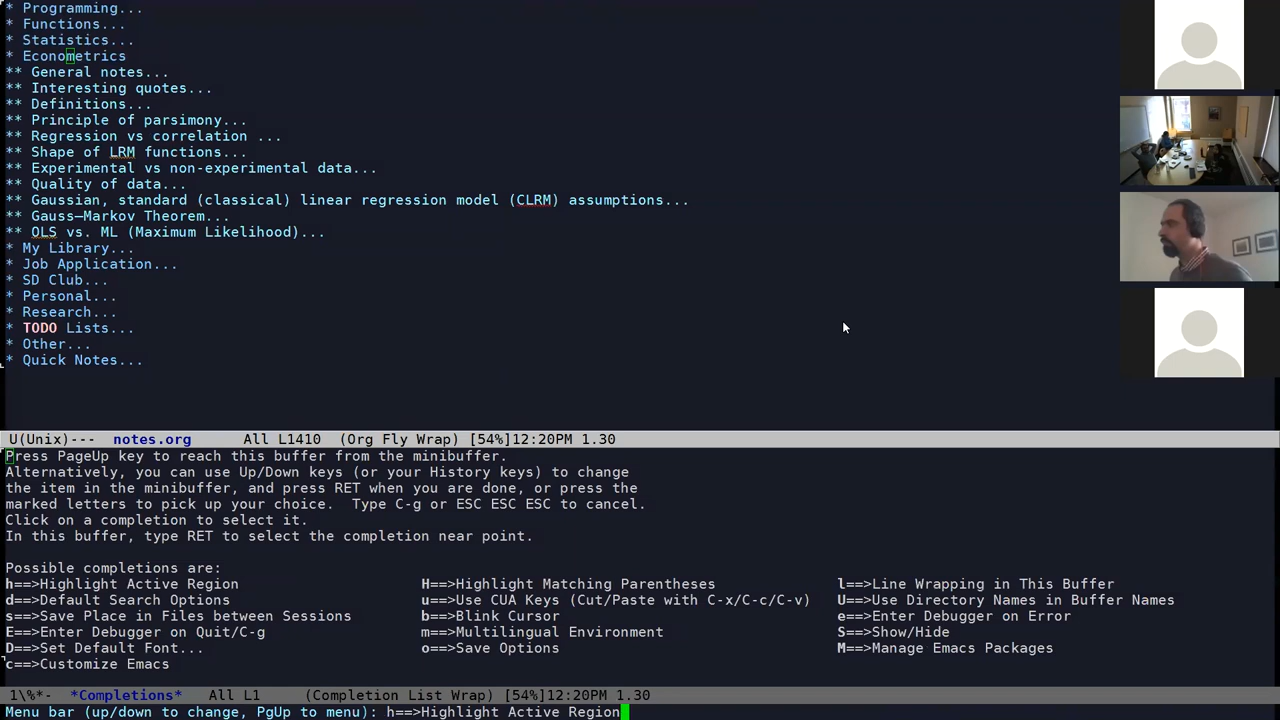 * Programming...
* Functions...
* Statistics...
* Econometrics
** General notes...
** Interesting quotes...
** Definitions...
** Principle of parsimony...
** Regression vs correlation ...
** Shape of LRM functions...
** Experimental vs non-experimental data...
** Quality of data...
** Gaussian, standard (classical) linear regression model (CLRM) assumptions...
** Gauss–Markov Theorem...
** OLS vs. ML (Maximum Likelihood)...
* My Library...
* Job Application...
* SD Club...
* Personal...
* Research...
* TODO Lists...
* Other...
* Quick Notes...
U(Unix)--- notes.org All L1410 (Org Fly Wrap) [54%]12:20PM 1.30
Press PageUp key to reach this buffer from the minibuffer.
Alternatively, you can use Up/Down keys (or your History keys) to change
the item in the minibuffer, and press RET when you are done, or press the
marked letters to pick up your choice. Type C-g or ESC ESC ESC to cancel.
Click on a completion to select it.
In this buffer, type RET to select the completion near point.
Possible completions are:
h==>Highlight Active Region H==>Highlight Matching Parentheses l==>Line Wrapping in This Buffer
d==>Default Search Options u==>Use CUA Keys (Cut/Paste with C-x/C-c/C-v) U==>Use Directory Names in Buffer Names
s==>Save Place in Files between Sessions b==>Blink Cursor e==>Enter Debugger on Error
E==>Enter Debugger on Quit/C-g m==>Multilingual Environment S==>Show/Hide
D==>Set Default Font... o==>Save Options M==>Manage Emacs Packages
c==>Customize Emacs
1\%*- *Completions* All L1 (Completion List Wrap) [54%]12:20PM 1.30
Menu bar (up/down to change, PgUp to menu): h==>Highlight Active Region